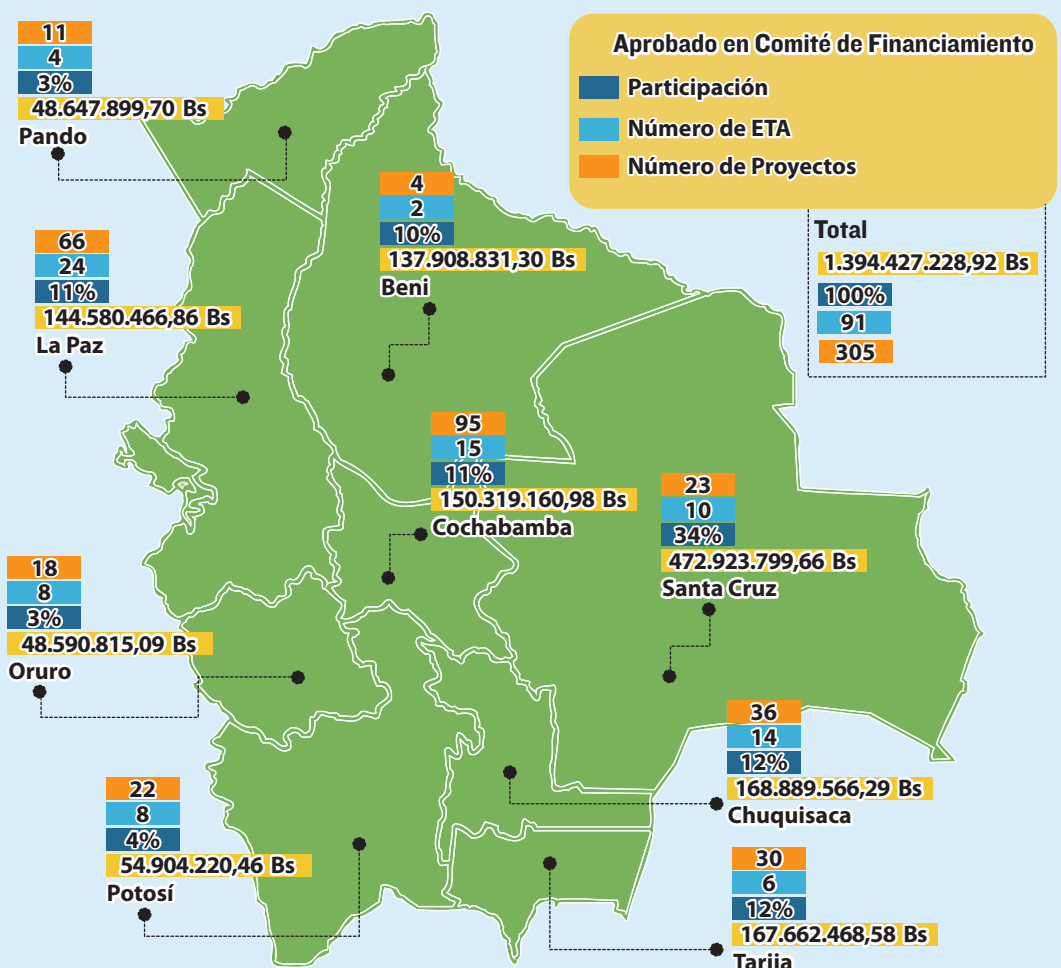 11
4
3%
48.647.899,70 Bs
Pando
Aprobado en Comité de Financiamiento
Participación
Número de ETA
Número de Proyectos
Total
1.394.427.228,92 Bs
100%
91
305
4
2
10%
137.908.831,30 Bs
Beni
66
24
11%
144.580.466,86 Bs
La Paz
95
15
11%
150.319.160,98 Bs
Cochabamba
23
10
34%
472.923.799,66 Bs
Santa Cruz
18
8
3%
48.590.815,09 Bs
Oruro
36
14
12%
168.889.566,29 Bs
Chuquisaca
22
8
4%
54.904.220,46 Bs
Potosí
30
6
12%
167.662.468,58 Bs
Tarija